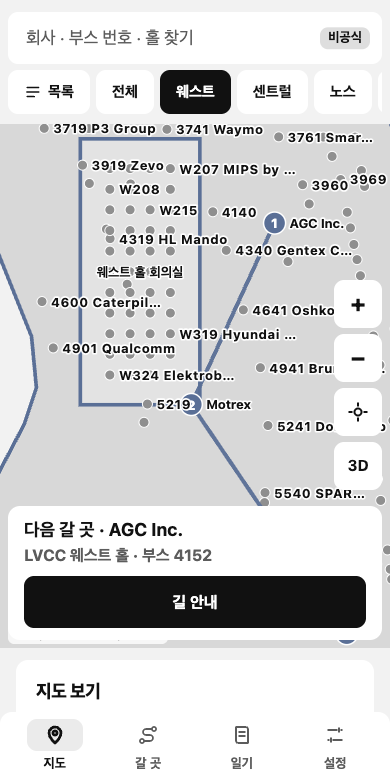 회사 · 부스 번호 · 홀 찾기
비공식
목록
전체
웨스트
센트럴
노스
3719 P3 Group
3741 Waymo
3761 Smar...
3919 Zevo
W207 MIPS by ...
3960
3969
W208
W215
4140
1
AGC Inc.
4319 HL Mando
4340 Gentex C...
웨스트 홀 회의실
4600 Caterpil...
4641 Oshko
W319 Hyundai ...
4901 Qualcomm
4941 Bru
W324 Elektrob...
5219
2
Motrex
5241 Do
5540 SPAR...
+
−
3D
다음 갈 곳 · AGC Inc.
LVCC 웨스트 홀 · 부스 4152
길 안내
지도 보기
지도
갈 곳
일기
설정